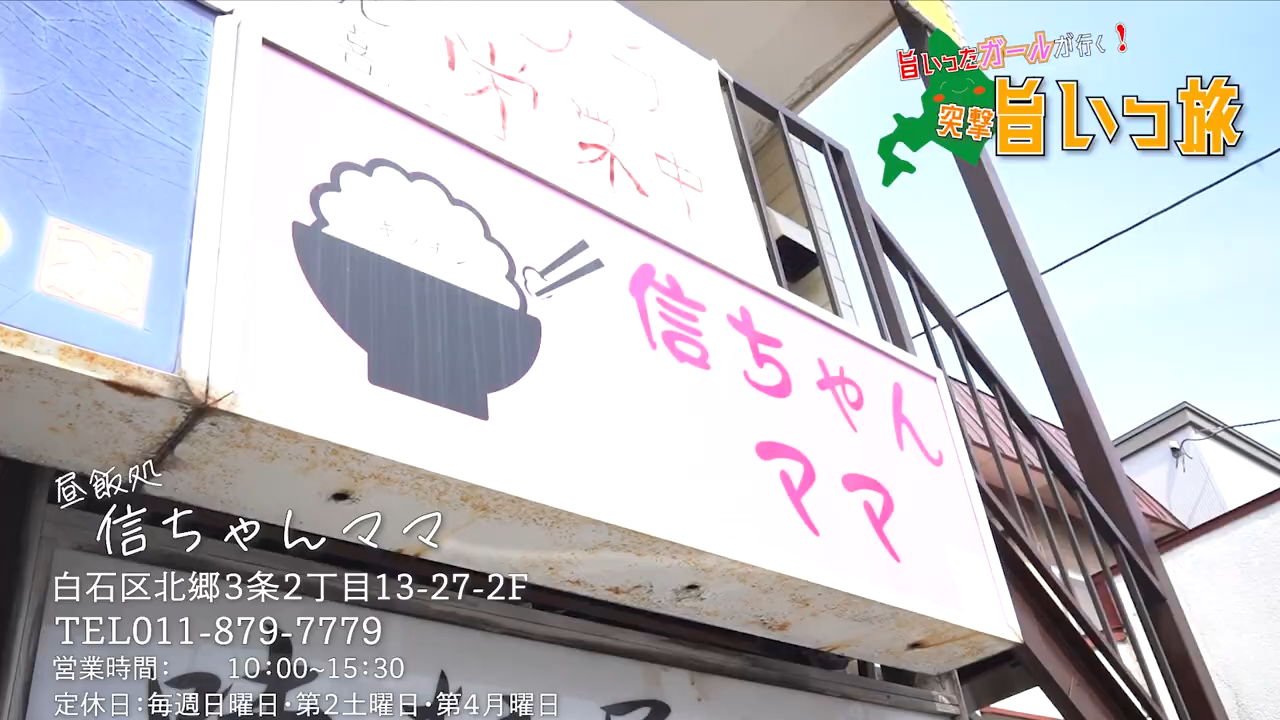 旨いったガールが行く!
突撃旨いっ旅
信ちゃん
ママ
昼飯処
信ちゃんママ
白石区北郷3条2丁目13-27-2F
TEL011-879-7779
営業時間: 10:00~15:30
定休日:毎週日曜日・第2土曜日・第4月曜日